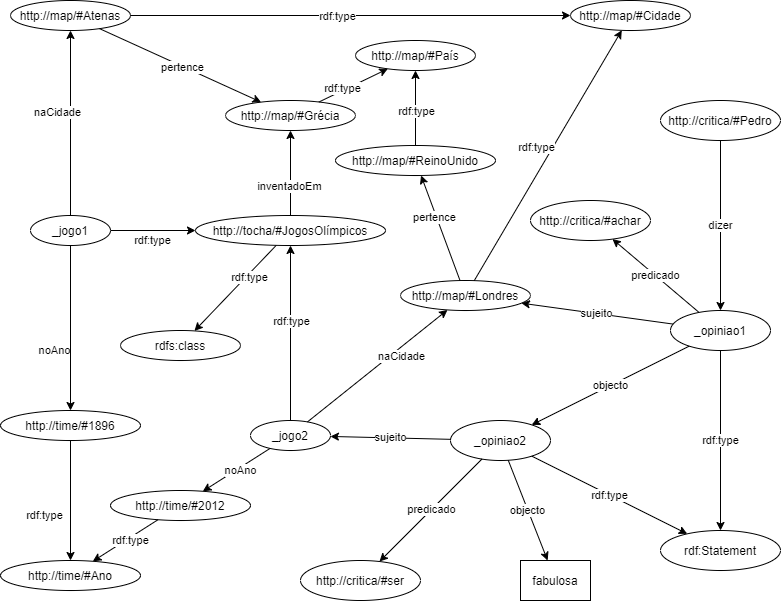 http://map/#Atenas
rdf:type
http://map/#Cidade
http://map/#País
pertence
rdf:type
naCidade
http://map/#Grécia
rdf:type
http://critica/#Pedro
rdf:type
http://map/#ReinoUnido
inventadoEm
pertence
http://critica/#achar
dizer
_jogo1
rdf:type
http://tocha/#JogosOlímpicos
rdf:type
predicado
http://map/#Londres
sujeito
rdf:type
_opiniao1
rdfs:class
noAno
naCidade
objecto
http://time/#1896
_jogo2
sujeito
_opiniao2
rdf:type
noAno
rdf:type
http://time/#2012
predicado
objecto
rdf:type
rdf:type
rdf:Statement
http://time/#Ano
http://critica/#ser
fabulosa